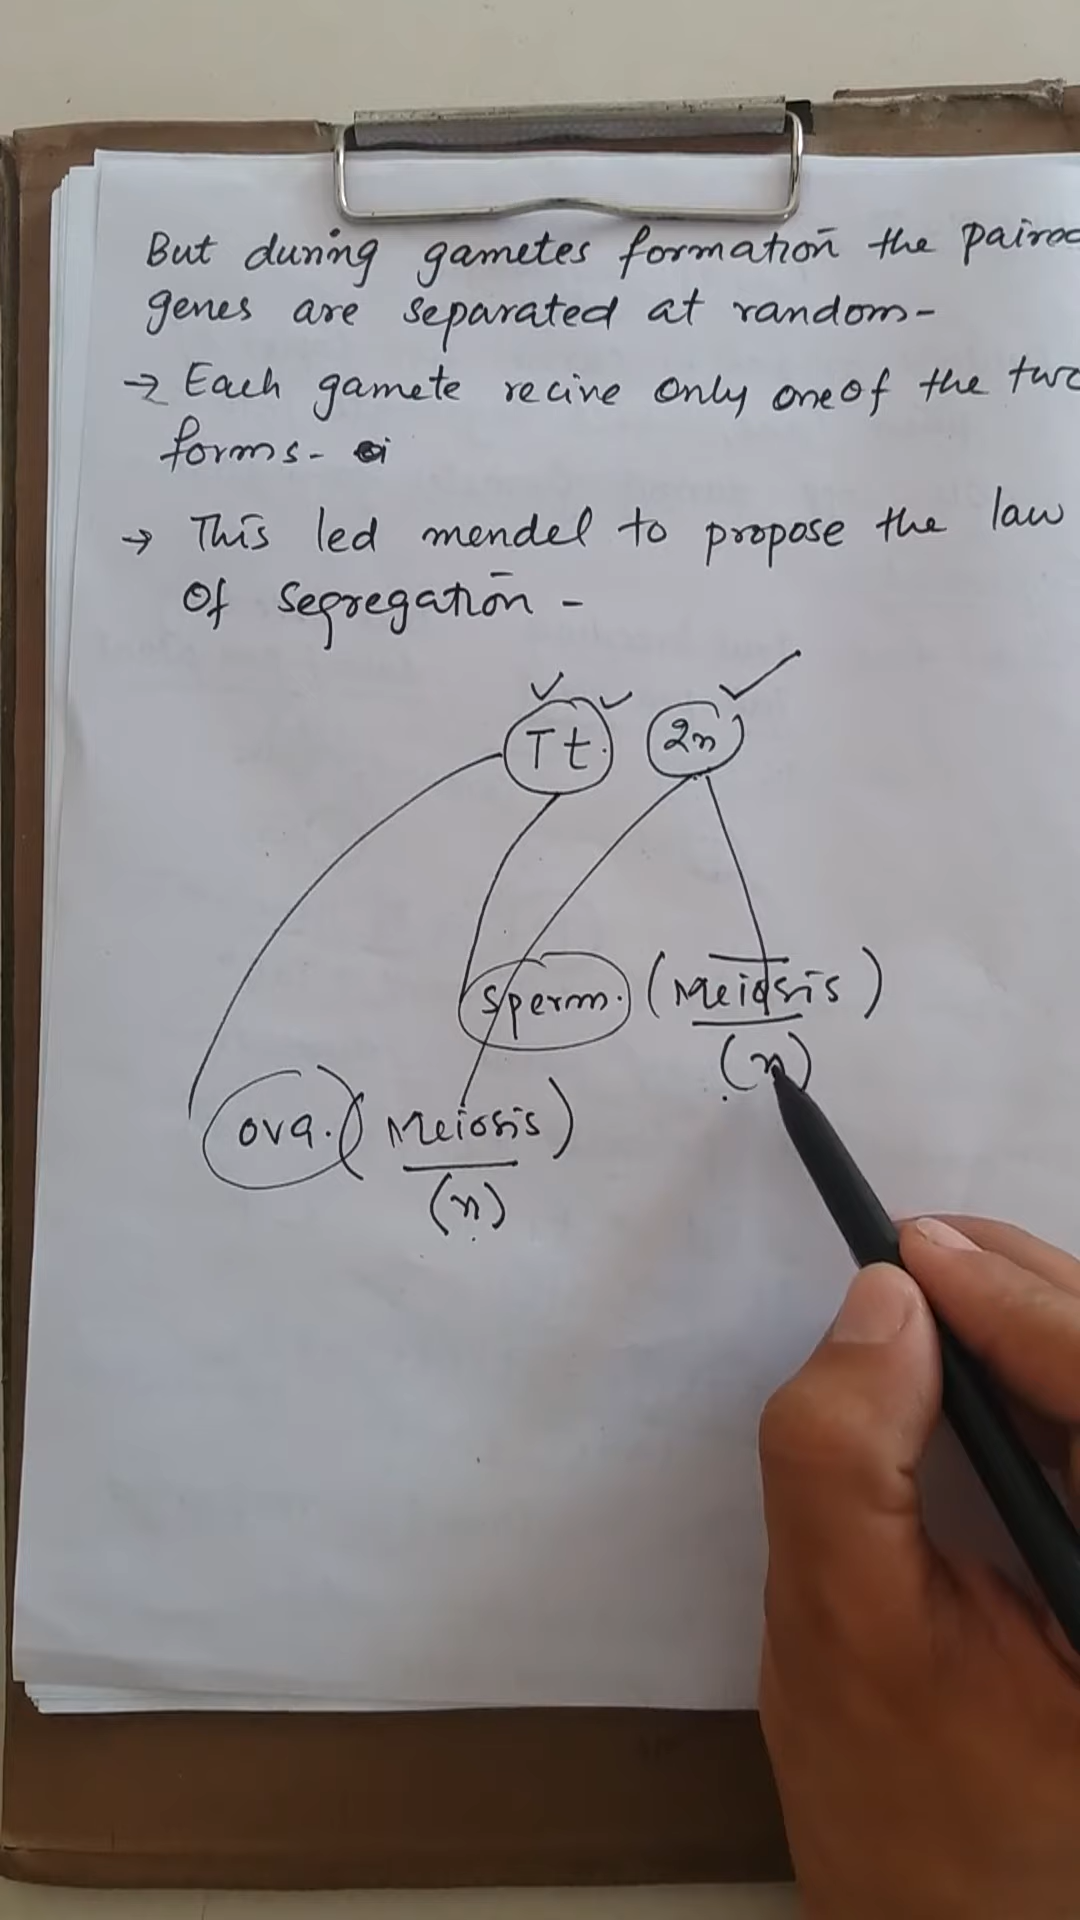 But during gametes formation the paired
genes are separated at random-
→ Each gamete recive only one of the two
forms-
→ This led mendel to propose the law
Of segregation -
Tt. 2n
sperm. (Meiosis)
(n)
ova. (Meiosis)
(n)